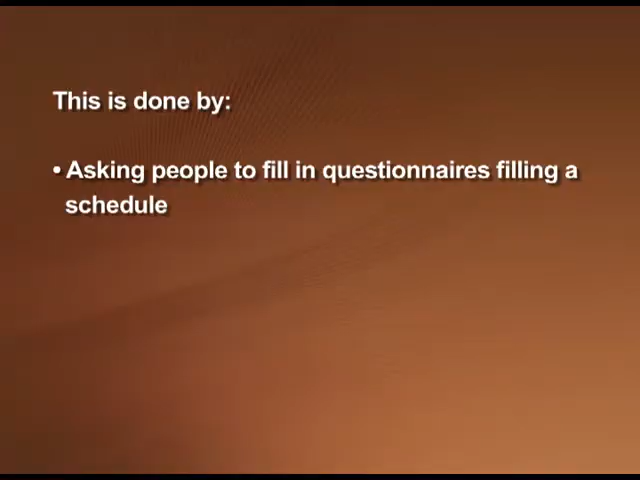 This is done by:
• Asking people to fill in questionnaires filling a
schedule